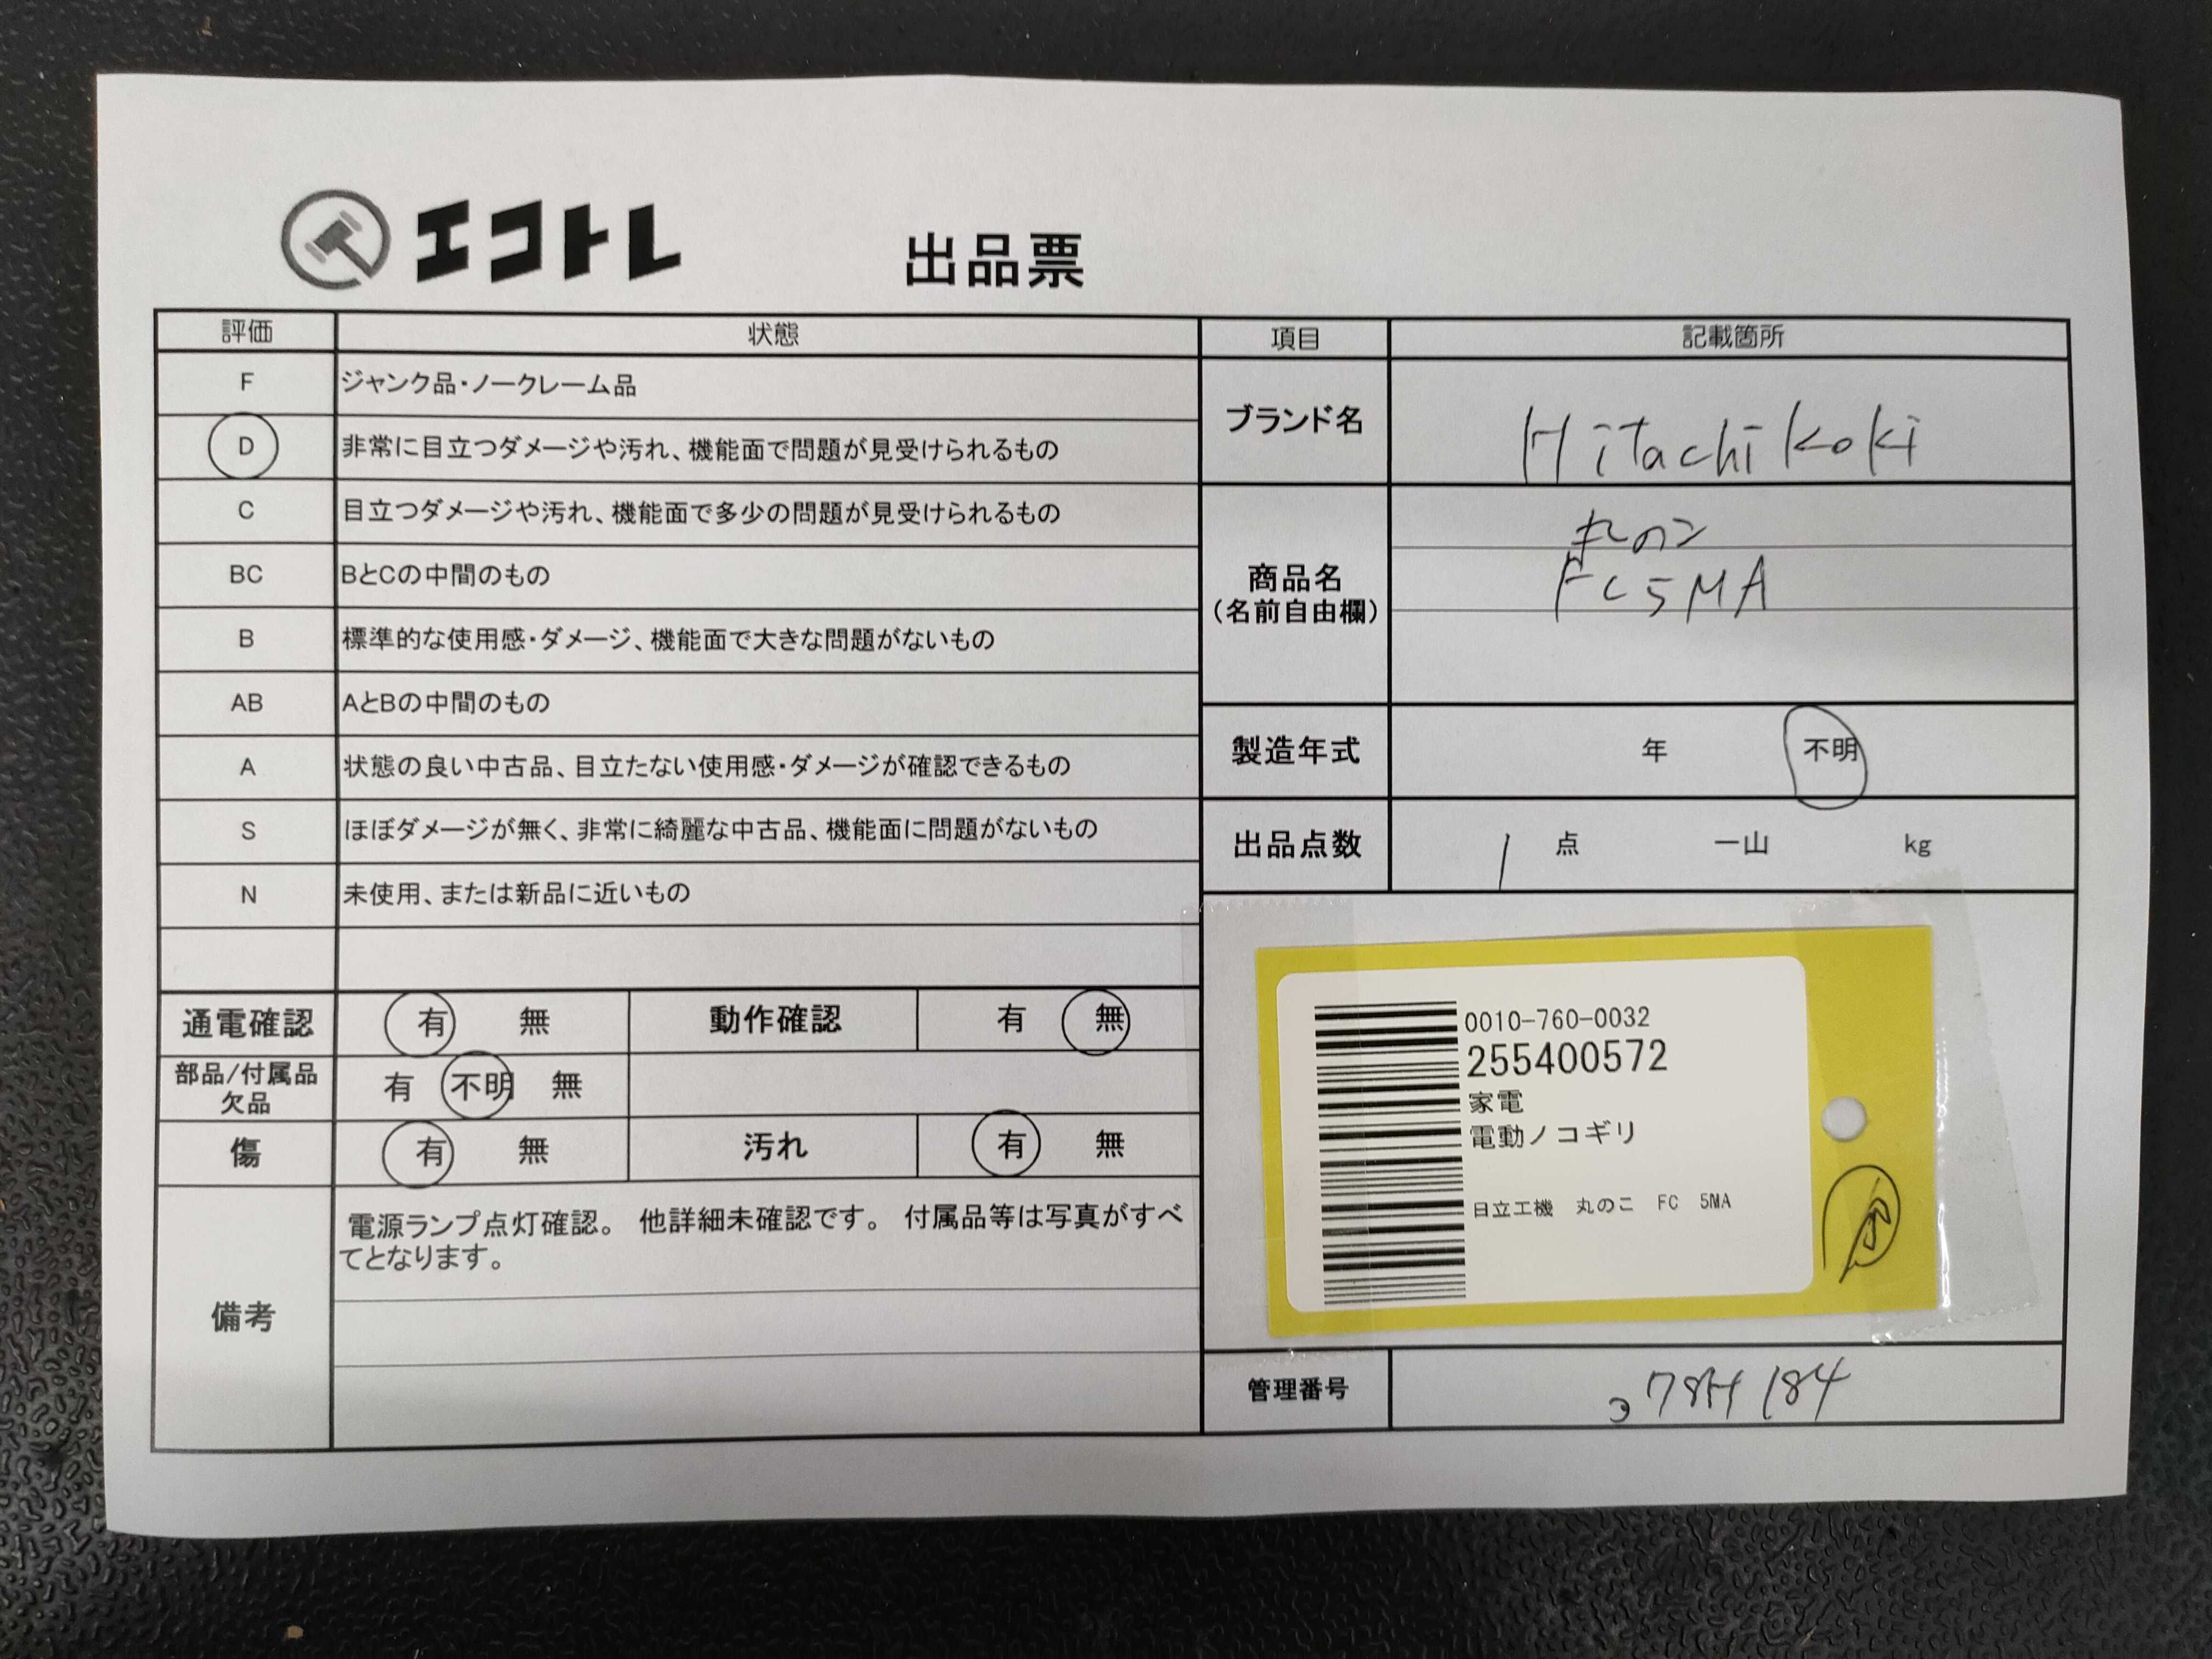 エコトレ
出品票
評価 状態
F ジャンク品・ノークレーム品
D 非常に目立つダメージや汚れ、機能面で問題が見受けられるもの
C 目立つダメージや汚れ、機能面で多少の問題が見受けられるもの
BC BとCの中間のもの
B 標準的な使用感・ダメージ、機能面で大きな問題がないもの
AB AとBの中間のもの
A 状態の良い中古品、目立たない使用感・ダメージが確認できるもの
S ほぼダメージが無く、非常に綺麗な中古品、機能面に問題がないもの
N 未使用、または新品に近いもの
通電確認 有 無 動作確認 有 無
部品/付属品
欠品 有 不明 無
傷 有 無 汚れ 有 無
備考
電源ランプ点灯確認。 他詳細未確認です。 付属品等は写真がすべ
てとなります。
項目 記載箇所
ブランド名 Hitachi Koki
商品名
(名前自由欄)
丸のコ
FC5MA
製造年式 年 不明
出品点数 1 点 一山 kg
0010-760-0032
255400572
家電
電動ノコギリ
日立工機 丸のこ FC 5MA
管理番号 78H184